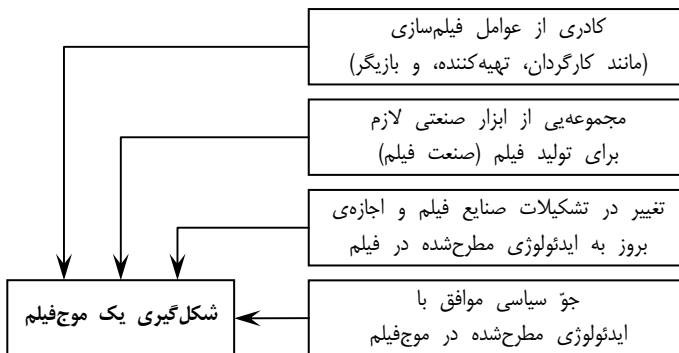 کادری از عوامل فیلم‌سازی
(مانند کارگردان، تهیه‌کننده، و بازیگر)
مجموعه‌یی از ابزار صنعتی لازم
برای تولید فیلم (صنعت فیلم)
تغییر در تشکیلات صنایع فیلم و اجازه‌ی
بروز به ایدئولوژی مطرح‌شده در فیلم
جوّ سیاسی موافق با
ایدئولوژی مطرح‌شده در موج‌فیلم
شکل‌گیری یک موج‌فیلم